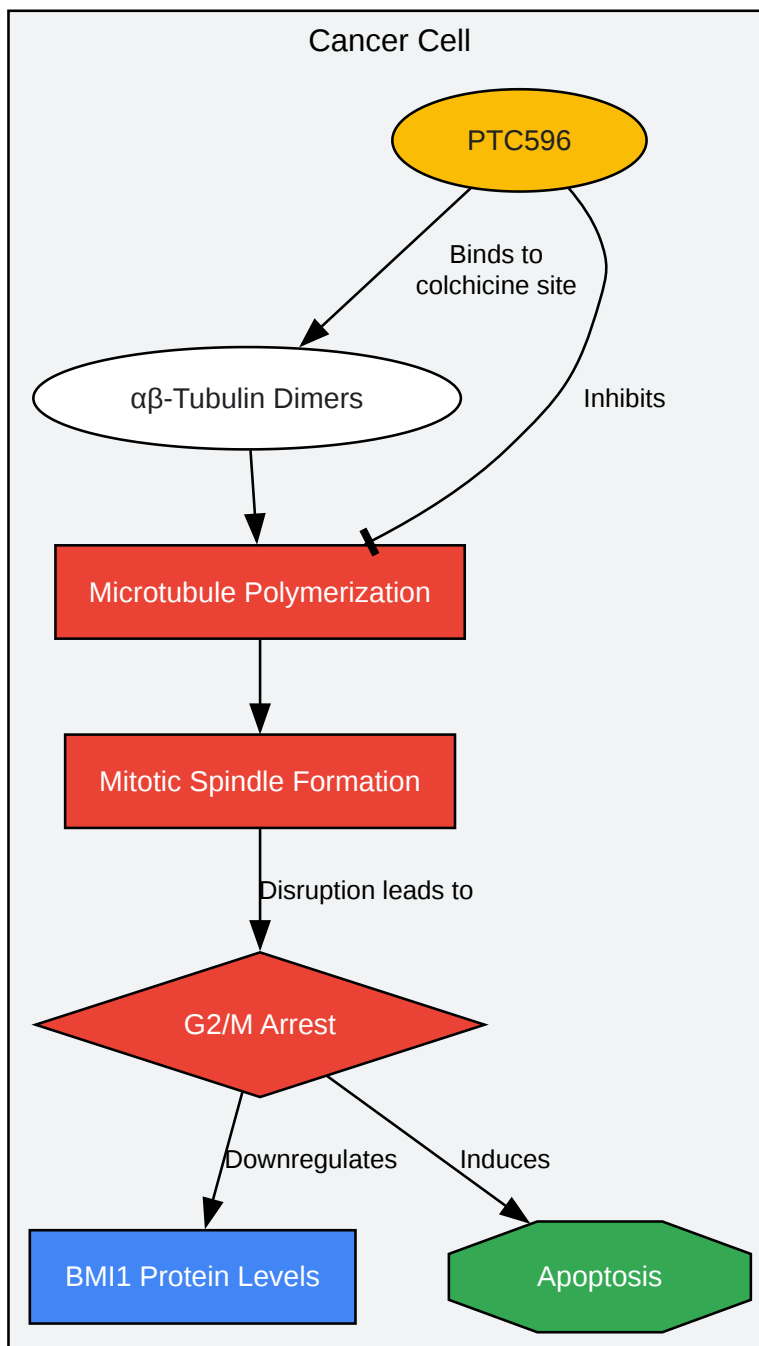 Cancer Cell
PTC596
Binds to
colchicine site
αβ-Tubulin Dimers
Inhibits
Microtubule Polymerization
Mitotic Spindle Formation
Disruption leads to
G2/M Arrest
Downregulates
Induces
BMI1 Protein Levels
Apoptosis